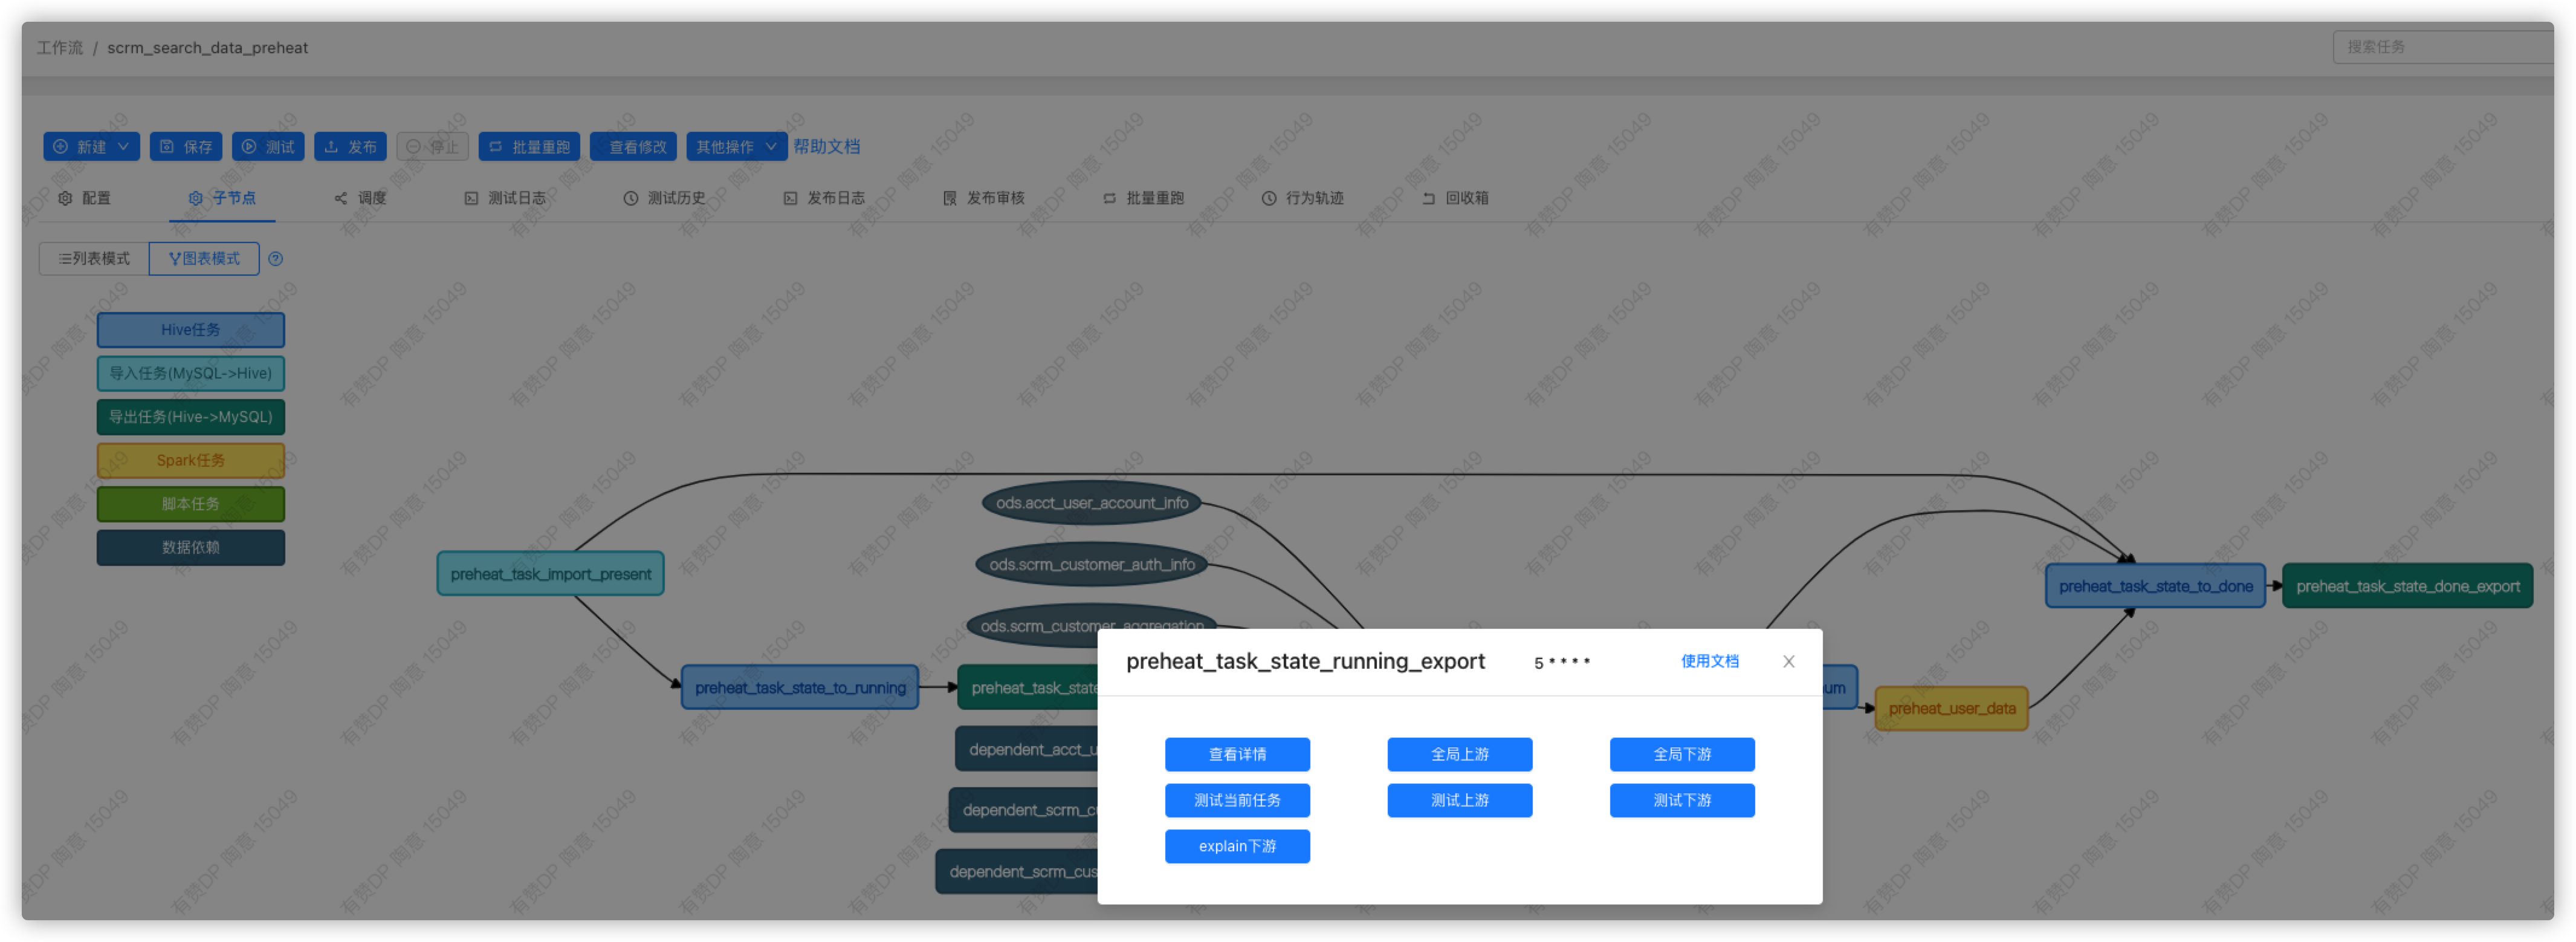 工作流 / scrm_search_data_preheat
搜索任务
新建 保存 测试 发布 停止 批量重跑 查看修改 其他操作 帮助文档
配置 子节点 调度 测试日志 测试历史 发布日志 发布审核 批量重跑 行为轨迹 回收箱
列表模式 图表模式
Hive任务
导入任务(MySQL->Hive)
导出任务(Hive->MySQL)
Spark任务
脚本任务
数据依赖
ods.acct_user_account_info
ods.scrm_customer_auth_info
ods.scrm_customer_aggregation
preheat_task_import_present
preheat_task_state_to_running
preheat_task_state
dependent_acct_u
dependent_scrm_c
dependent_scrm_cus
um
preheat_user_data
preheat_task_state_to_done
preheat_task_state_done_export
preheat_task_state_running_export 5 * * * * 使用文档
查看详情 全局上游 全局下游
测试当前任务 测试上游 测试下游
explain下游
有赞DP 陶意 15049